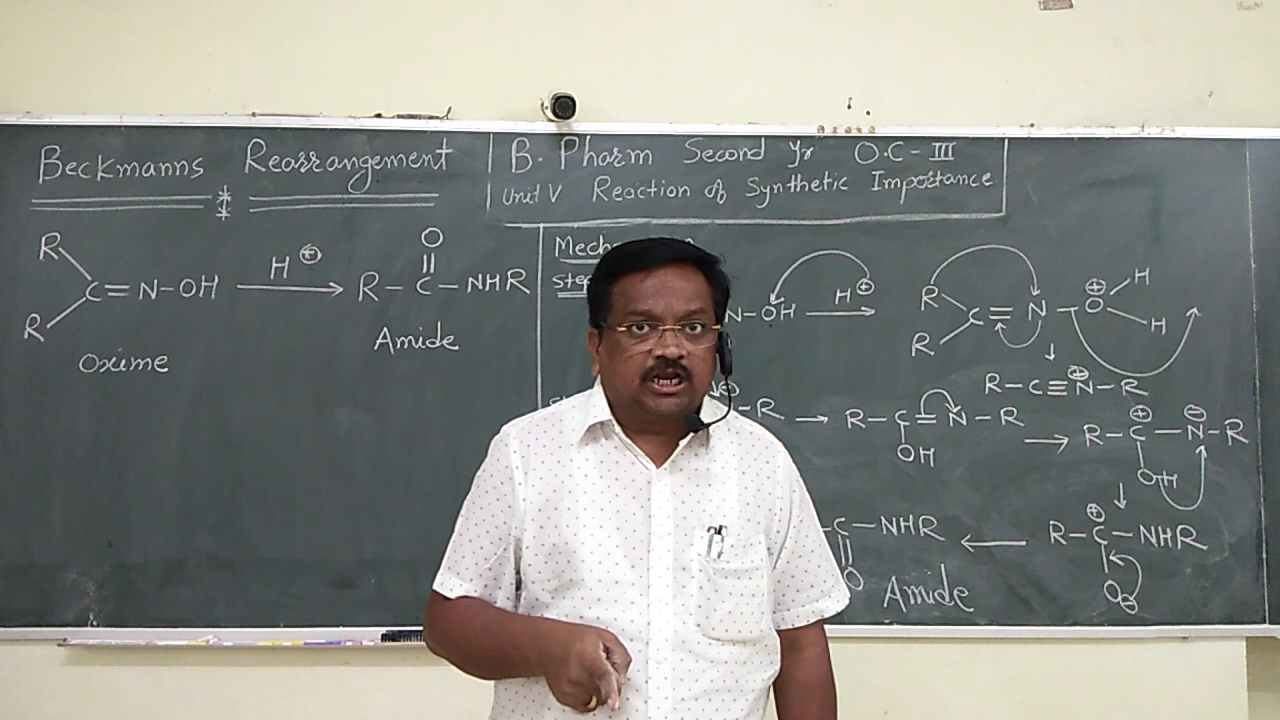 Beckmanns Rearrangement
B. Pharm Second Yr O.C-III
Unit V Reaction of Synthetic Importance
R
R
C=N-OH
Oxime
H⊕
O
R-C-NHR
Amide
N-OH
H⊕
R
R
C=N-O⊕
H
H
R-C≡N⊕-R
-R
R-C=N-R
OH
R-C⊕-N⊖-R
OH
R-C⊕-NHR
O⊖
-C-NHR
O
Amide